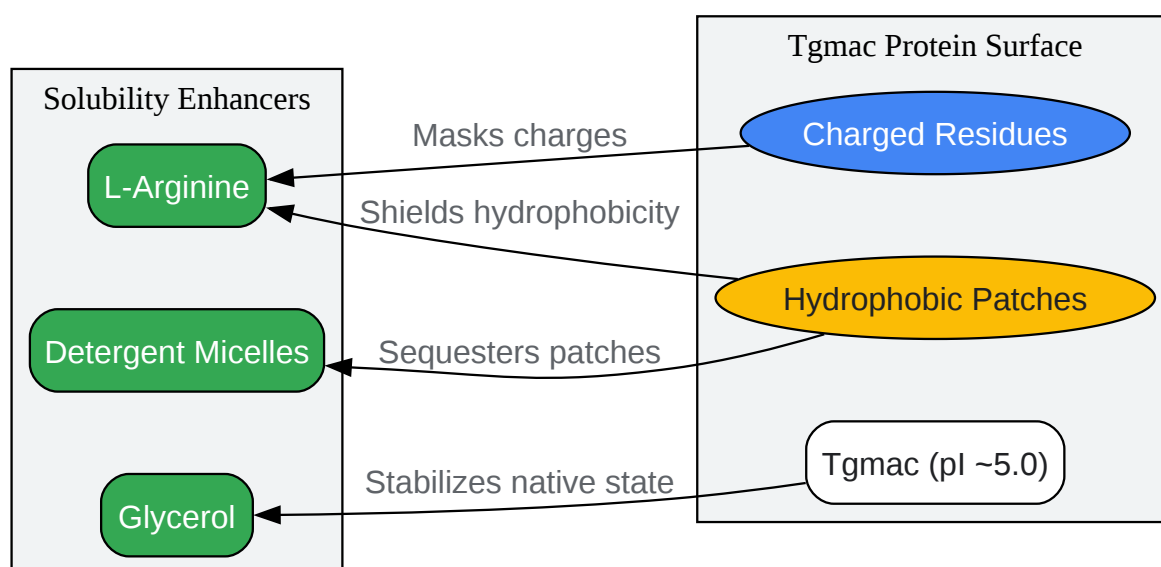 Solubility Enhancers
L-Arginine
Detergent Micelles
Glycerol
Masks charges
Shields hydrophobicity
Sequesters patches
Stabilizes native state
Tgmac Protein Surface
Charged Residues
Hydrophobic Patches
Tgmac (pI ~5.0)